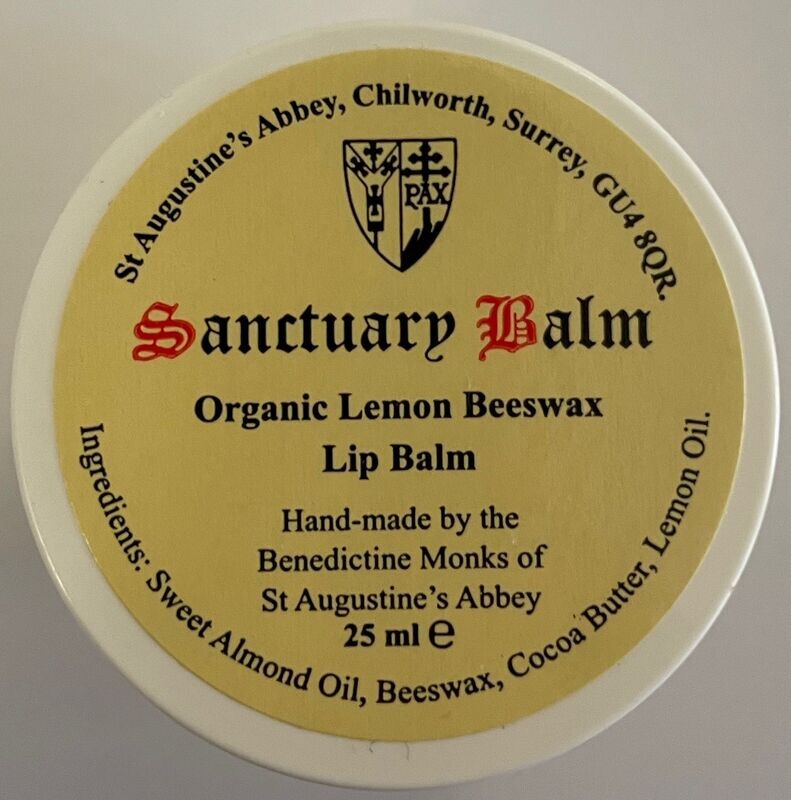 St Augustine's Abbey, Chilworth, Surrey, GU4 8QR.
PAX
Sanctuary Balm
Organic Lemon Beeswax
Lip Balm
Hand-made by the
Benedictine Monks of
St Augustine's Abbey
25 ml ℮
Ingredients: Sweet Almond Oil, Beeswax, Cocoa Butter, Lemon Oil.